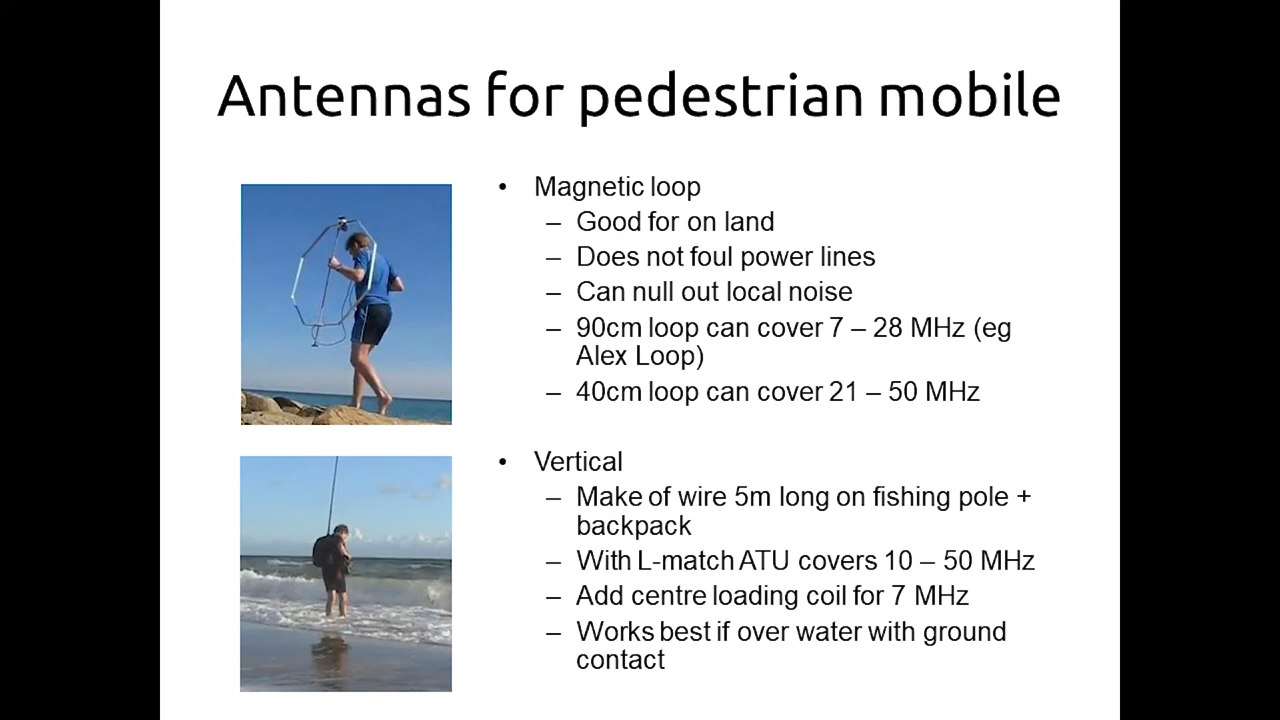 Antennas for pedestrian mobile
• Magnetic loop
– Good for on land
– Does not foul power lines
– Can null out local noise
– 90cm loop can cover 7 – 28 MHz (eg
Alex Loop)
– 40cm loop can cover 21 – 50 MHz
• Vertical
– Make of wire 5m long on fishing pole +
backpack
– With L-match ATU covers 10 – 50 MHz
– Add centre loading coil for 7 MHz
– Works best if over water with ground
contact